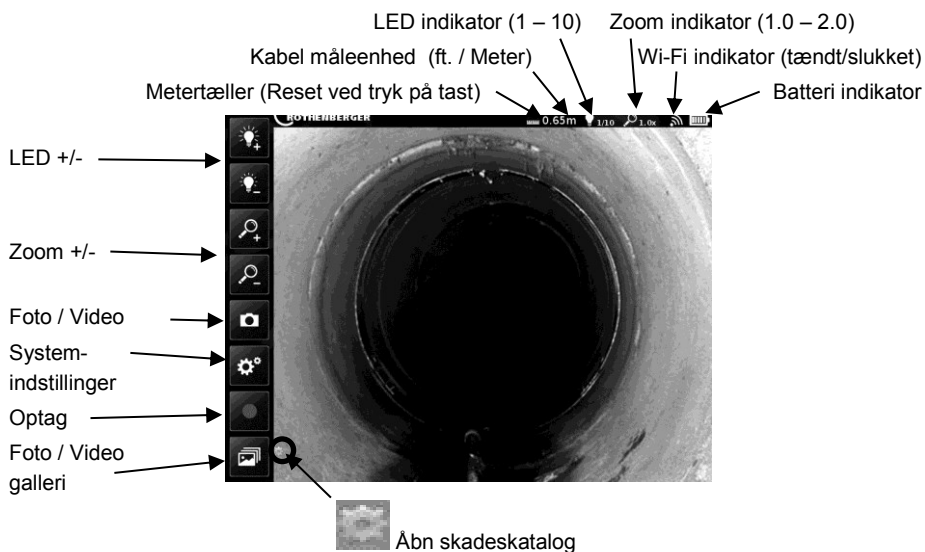 LED indikator (1 – 10)
Zoom indikator (1.0 – 2.0)
Kabel måleenhed (ft. / Meter)
Wi-Fi indikator (tændt/slukket)
Metertæller (Reset ved tryk på tast)
Batteri indikator
ROTHENBERGER
0.65m
1/10
1.0x
LED +/-
Zoom +/-
Foto / Video
System-
indstillinger
Optag
Foto / Video
galleri
Åbn skadeskatalog